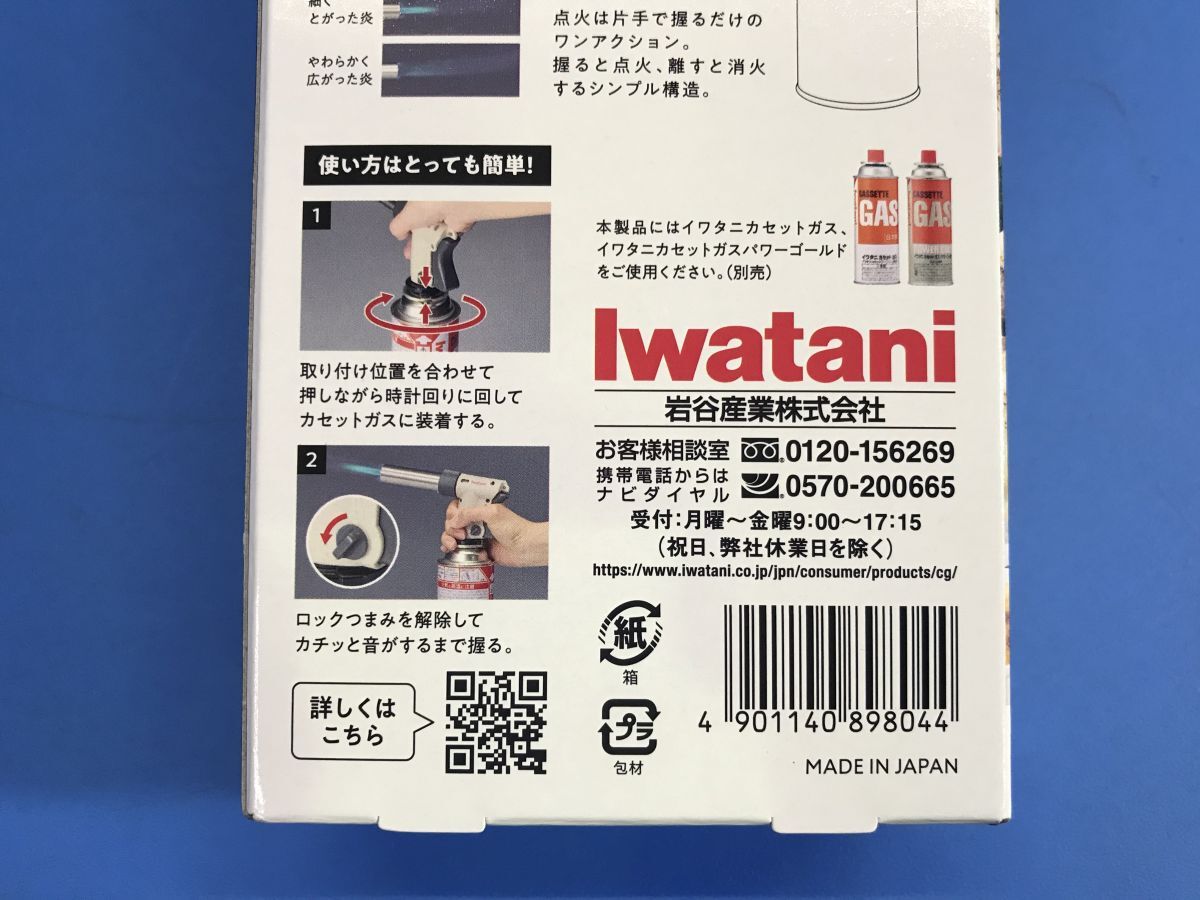 とがった炎
やわらかく
広がった炎
点火は片手で握るだけの
ワンアクション。
握ると点火、離すと消火
するシンプル構造。
使い方はとっても簡単!
1
取り付け位置を合わせて
押しながら時計回りに回して
カセットガスに装着する。
2
Iwatani
ロックつまみを解除して
カチッと音がするまで握る。
詳しくは
こちら
CASSETTE
GAS
CASSETTE
GAS
本製品にはイワタニカセットガス、
イワタニカセットガスパワーゴールド
をご使用ください。(別売)
Iwatani
岩谷産業株式会社
お客様相談室 0120-156269
携帯電話からは
ナビダイヤル 0570-200665
受付:月曜〜金曜9:00〜17:15
(祝日、弊社休業日を除く)
https://www.iwatani.co.jp/jpn/consumer/products/cg/
紙
箱
プラ
包材
4 901140 898044
MADE IN JAPAN